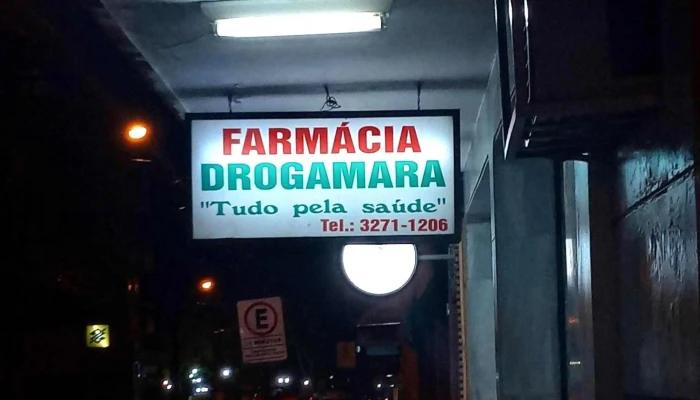 FARMÁCIA
DROGAMARA
"Tudo pela saúde"
Tel.: 3271-1206
E